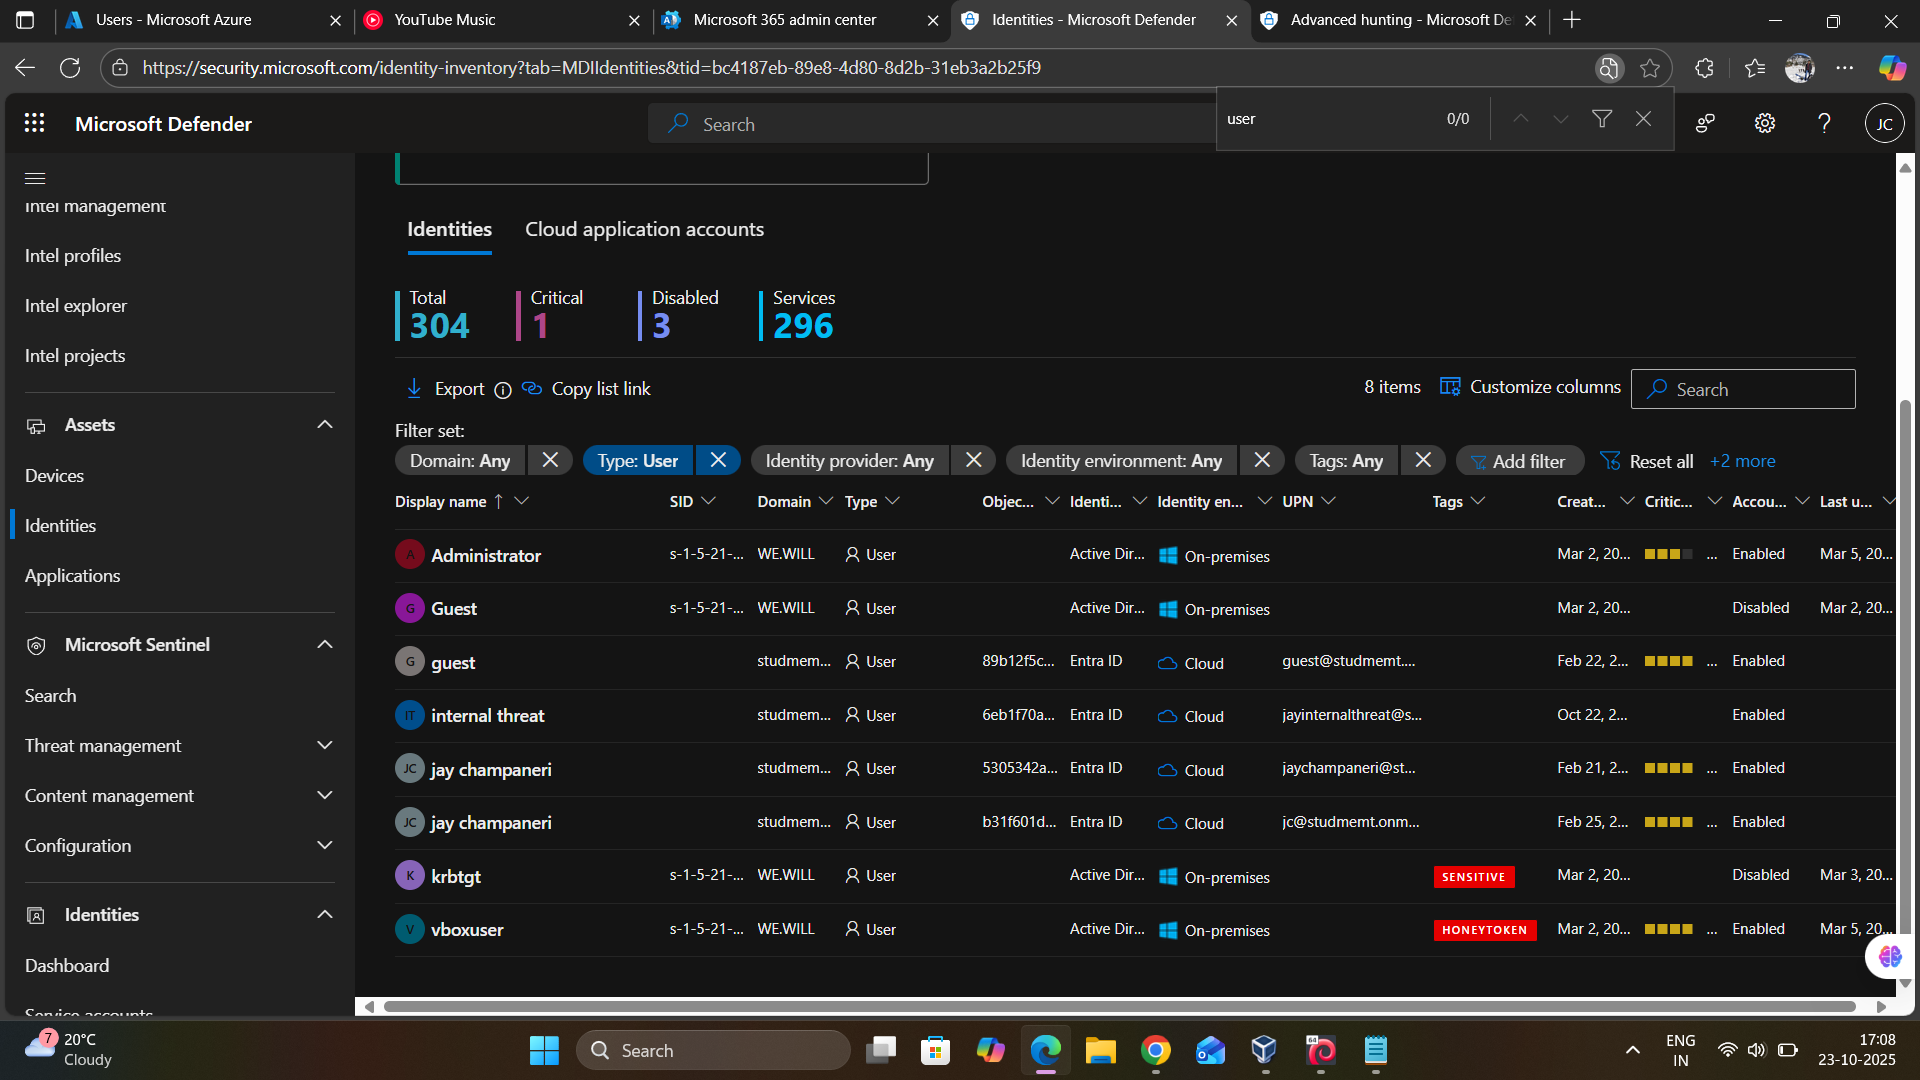 Users - Microsoft Azure
YouTube Music
Microsoft 365 admin center
Identities - Microsoft Defender
Advanced hunting - Microsoft De
https://security.microsoft.com/identity-inventory?tab=MDIIdentities&tid=bc4187eb-89e8-4d80-8d2b-31eb3a2b25f9
Microsoft Defender
Search
user 0/0
JC
Intel management
Intel profiles
Intel explorer
Intel projects
Assets
Devices
Identities
Applications
Microsoft Sentinel
Search
Threat management
Content management
Configuration
Identities
Dashboard
Service accounts
Identities Cloud application accounts
Total Critical Disabled Services
304 1 3 296
Export Copy list link 8 items Customize columns Search
Filter set:
Domain: Any Type: User Identity provider: Any Identity environment: Any Tags: Any Add filter Reset all +2 more
Display name SID Domain Type Objec... Identi... Identity en... UPN Tags Creat... Critic... Accou... Last u...
A Administrator s-1-5-21-... WE.WILL User Active Dir... On-premises Mar 2, 20... ... Enabled Mar 5, 20...
G Guest s-1-5-21-... WE.WILL User Active Dir... On-premises Mar 2, 20... Disabled Mar 2, 20...
G guest studmem... User 89b12f5c... Entra ID Cloud guest@studmemt.... Feb 22, 2... ... Enabled
IT internal threat studmem... User 6eb1f70a... Entra ID Cloud jayinternalthreat@s... Oct 22, 2... Enabled
JC jay champaneri studmem... User 5305342a... Entra ID Cloud jaychampaneri@st... Feb 21, 2... ... Enabled
JC jay champaneri studmem... User b31f601d... Entra ID Cloud jc@studmemt.onm... Feb 25, 2... ... Enabled
K krbtgt s-1-5-21-... WE.WILL User Active Dir... On-premises SENSITIVE Mar 2, 20... Disabled Mar 3, 20...
V vboxuser s-1-5-21-... WE.WILL User Active Dir... On-premises HONEYTOKEN Mar 2, 20... ... Enabled Mar 5, 20...
7
20°C
Cloudy
Search
64
ENG
IN
17:08
23-10-2025